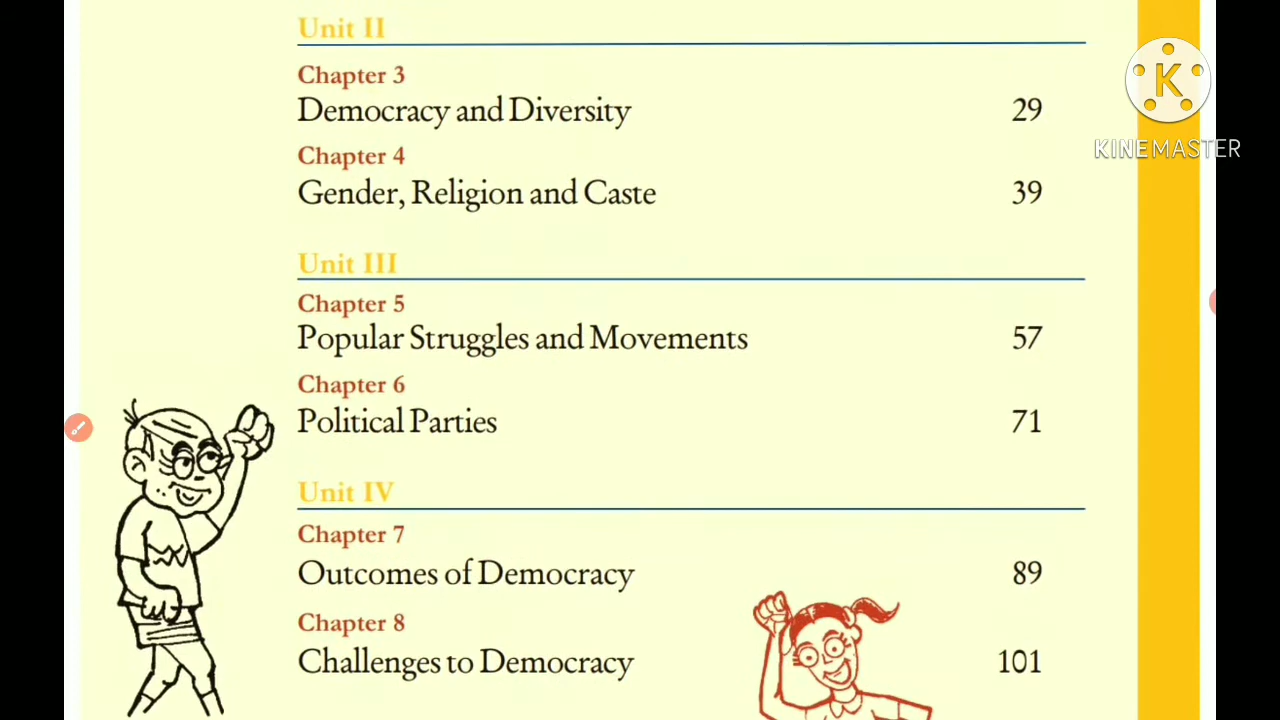 Unit II
Chapter 3
Democracy and Diversity 29
Chapter 4
Gender, Religion and Caste 39
Unit III
Chapter 5
Popular Struggles and Movements 57
Chapter 6
Political Parties 71
Unit IV
Chapter 7
Outcomes of Democracy 89
Chapter 8
Challenges to Democracy 101
K
KINEMASTER